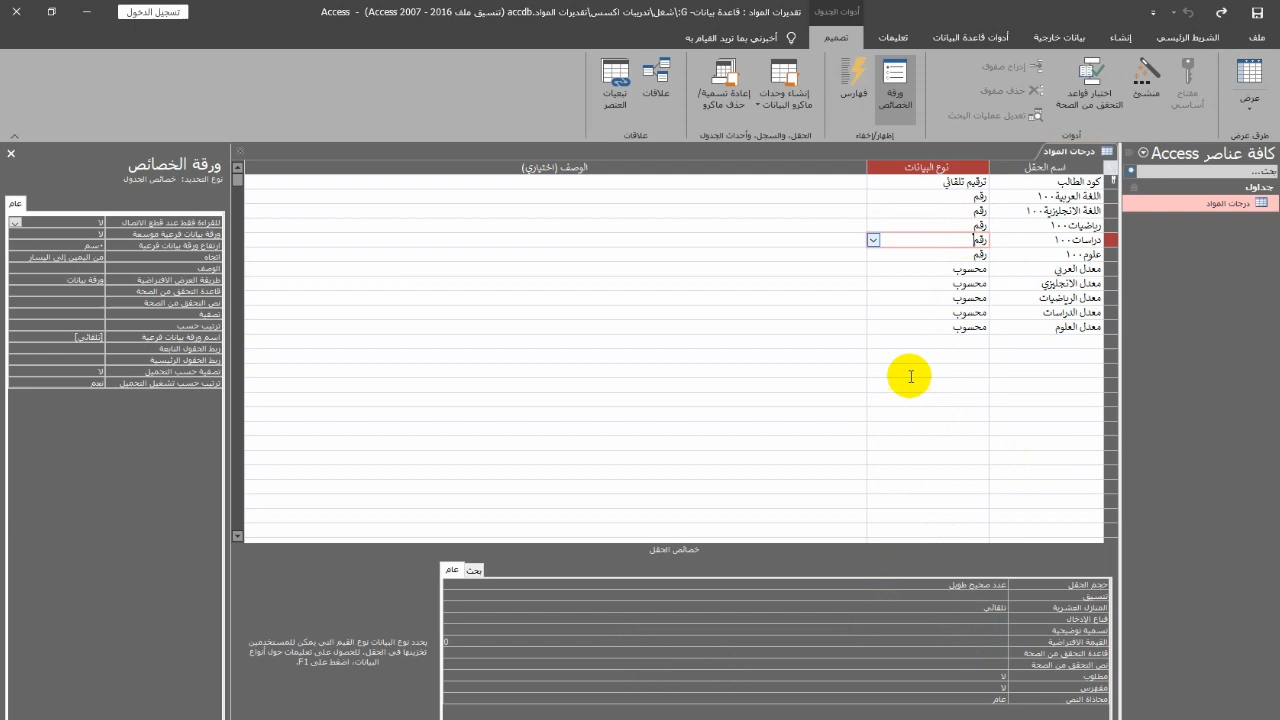 تقديرات المواد : قاعدة بيانات- G:\شغل\تدريبات اكسس\تقديرات المواد.accdb (تنسيق ملف Access 2007 - 2016) - Access
أدوات الجدول
تسجيل الدخول
ملف
الشريط الرئيسي
إنشاء
بيانات خارجية
أدوات قاعدة البيانات
تعليمات
تصميم
أخبرني بما تريد القيام به
عرض
مفتاح أساسي
منشئ
اختبار قواعد التحقق من الصحة
إدراج صفوف
حذف صفوف
تعديل عمليات البحث
ورقة الخصائص
فهارس
إنشاء وحدات ماكرو البيانات
إعادة تسمية/حذف ماكرو
علاقات
تبعيات العنصر
طرق عرض
أدوات
إظهار/إخفاء
الحقل، والسجل، وأحداث الجدول
علاقات
كافة عناصر Access
بحث...
جداول
درجات المواد
درجات المواد
اسم الحقل نوع البيانات الوصف (اختياري)
كود الطالب ترقيم تلقائي
اللغة العربية١٠٠ رقم
اللغة الانجليزية١٠٠ رقم
رياضيات١٠٠ رقم
دراسات١٠٠ رقم
علوم١٠٠ رقم
معدل العربي محسوب
معدل الانجليزي محسوب
معدل الرياضيات محسوب
معدل الدراسات محسوب
معدل العلوم محسوب
ورقة الخصائص
نوع التحديد: خصائص الجدول
عام
للقراءة فقط عند قطع الاتصال لا
ورقة بيانات فرعية موسعة لا
ارتفاع ورقة بيانات فرعية ٠سم
اتجاه من اليمين إلى اليسار
الوصف
طريقة العرض الافتراضية ورقة بيانات
قاعدة التحقق من الصحة
نص التحقق من الصحة
تصفية
ترتيب حسب
اسم ورقة بيانات فرعية [تلقائي]
ربط الحقول التابعة
ربط الحقول الرئيسية
تصفية حسب التحميل لا
ترتيب حسب تشغيل التحميل نعم
خصائص الحقل
عام بحث
حجم الحقل عدد صحيح طويل
تنسيق
المنازل العشرية تلقائي
قناع الإدخال
تسمية توضيحية
القيمة الافتراضية 0
قاعدة التحقق من الصحة
نص التحقق من الصحة
مطلوب لا
مفهرس لا
محاذاة النص عام
يحدد نوع البيانات نوع القيم التي يمكن للمستخدمين
تخزينها في الحقل. للحصول على تعليمات حول أنواع
البيانات، اضغط على F1.